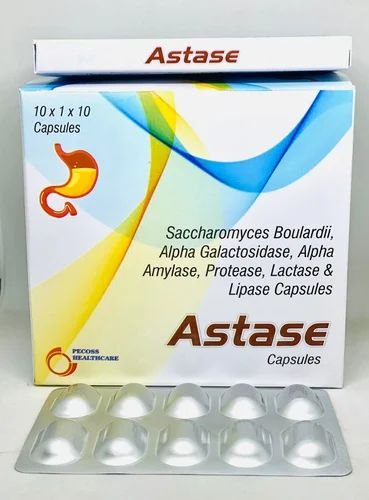 Astase
10 x 1 x 10
Capsules
Saccharomyces Boulardii,
Alpha Galactosidase, Alpha
Amylase, Protease, Lactase &
Lipase Capsules
Astase
Capsules
PECOSS
HEALTHCARE